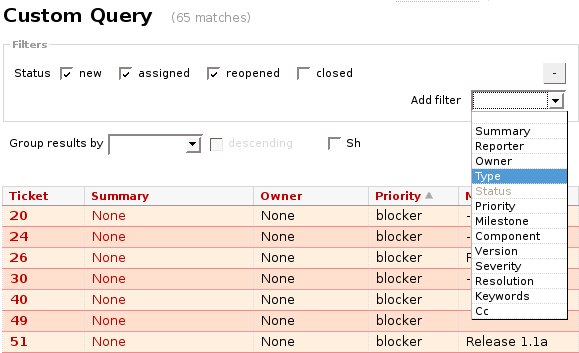 Custom Query (65 matches)
Filters
Status new assigned reopened closed -
Add filter
Summary
Reporter
Owner
Type
Status
Priority
Milestone
Component
Version
Severity
Resolution
Keywords
Cc
Group results by descending Sh
Ticket Summary Owner Priority
20 None None blocker -
24 None None blocker -
26 None None blocker
30 None None blocker -
40 None None blocker
49 None None blocker
51 None None blocker Release 1.1a